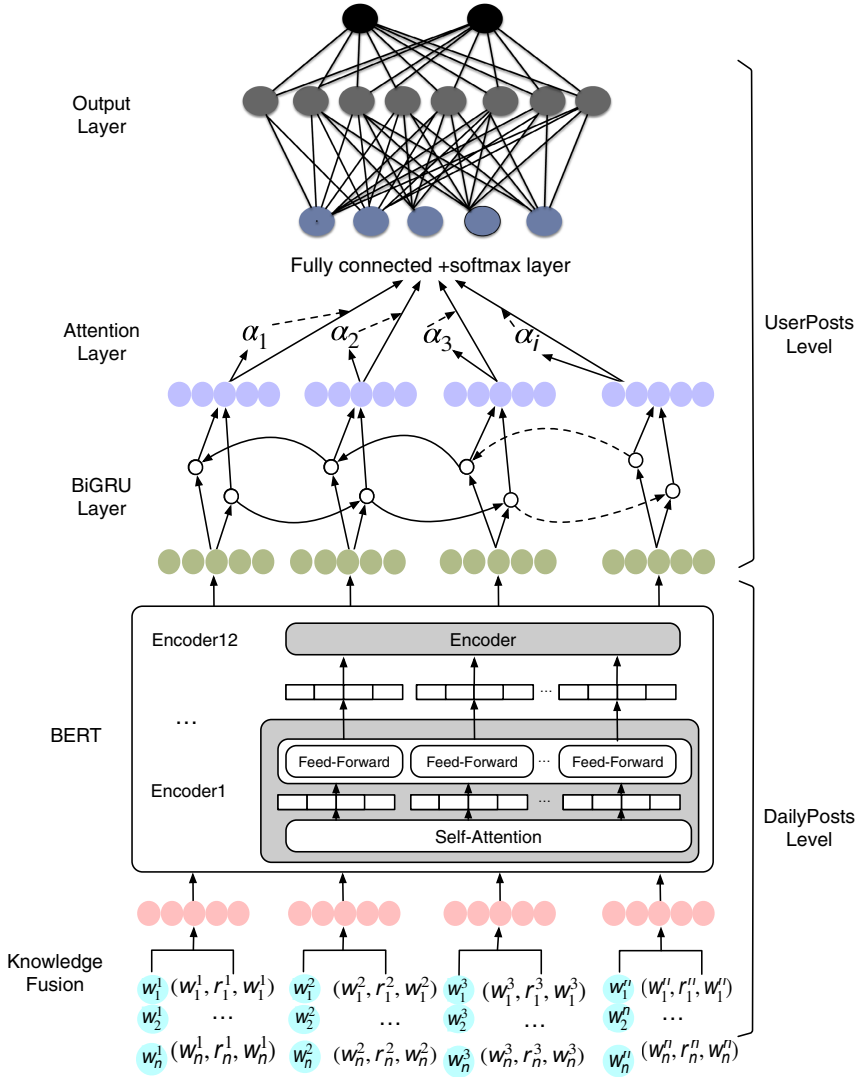 Output
Layer
Fully connected +softmax layer
Attention
Layer
α₁ α₂ α₃ αᵢ
UserPosts
Level
BiGRU
Layer
BERT
Encoder12
Encoder
...
...
Feed-Forward Feed-Forward ... Feed-Forward
Encoder1
...
Self-Attention
DailyPosts
Level
Knowledge
Fusion
w₁¹ (w₁¹, r₁¹, w₁¹) w₁² (w₁², r₁², w₁²) w₁³ (w₁³, r₁³, w₁³) w₁ⁿ (w₁ⁿ, r₁ⁿ, w₁ⁿ)
w₂¹ ... w₂² ... w₂³ ... w₂ⁿ ...
wₙ¹ (wₙ¹, rₙ¹, wₙ¹) wₙ² (wₙ², rₙ², wₙ²) wₙ³ (wₙ³, rₙ³, wₙ³) wₙⁿ (wₙⁿ, rₙⁿ, wₙⁿ)